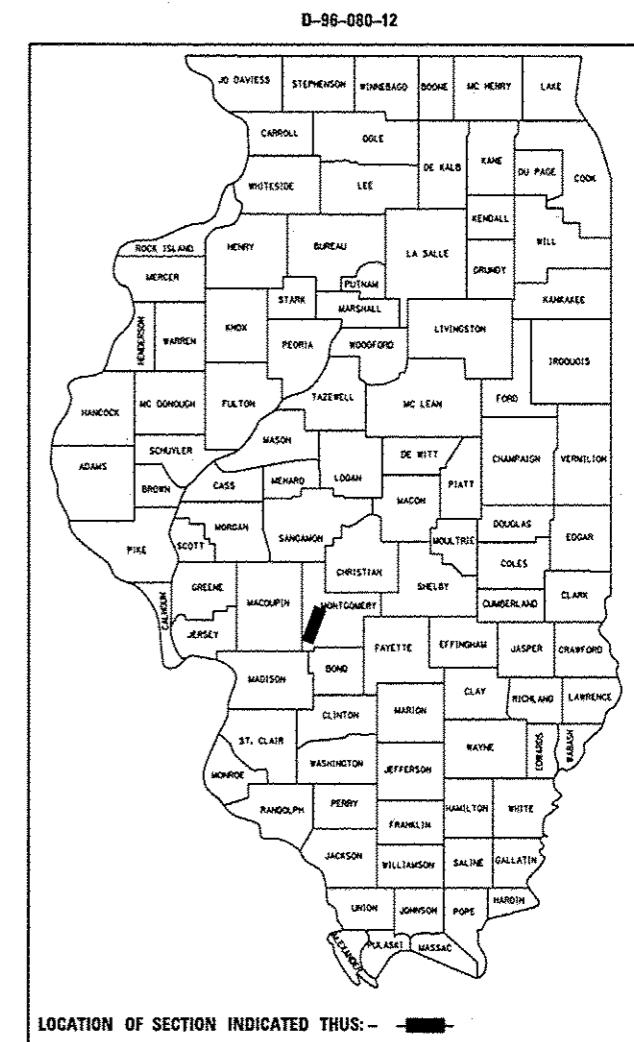 D-96-080-12
JO DAVIESS STEPHENSON WINNEBAGO BOONE MC HENRY LAKE
CARROLL OGLE DE KALB KANE DU PAGE COOK
WHITESIDE LEE KENDALL WILL
ROCK ISLAND HENRY BUREAU LA SALLE GRUNDY
MERCER PUTNAM KANKAKEE
HENDERSON WARREN KNOX STARK MARSHALL LIVINGSTON
PEORIA WOODFORD IROQUOIS
HANCOCK MC DONOUGH FULTON TAZEWELL MC LEAN FORD
ADAMS SCHUYLER MASON DE WITT CHAMPAIGN VERMILION
BROWN CASS MENARD LOGAN MACON PIATT
PIKE SCOTT MORGAN SANGAMON MOULTRIE DOUGLAS EDGAR
CHRISTIAN SHELBY COLES
CALHOUN GREENE MACOUPIN MONTGOMERY CUMBERLAND CLARK
JERSEY FAYETTE EFFINGHAM JASPER CRAWFORD
MADISON BOND CLAY RICHLAND LAWRENCE
CLINTON MARION
ST. CLAIR WAYNE EDWARDS WABASH
MONROE WASHINGTON JEFFERSON
RANDOLPH PERRY HAMILTON WHITE
FRANKLIN
JACKSON WILLIAMSON SALINE GALLATIN
UNION JOHNSON POPE HARDIN
ALEXANDER PULASKI MASSAC
LOCATION OF SECTION INDICATED THUS: -